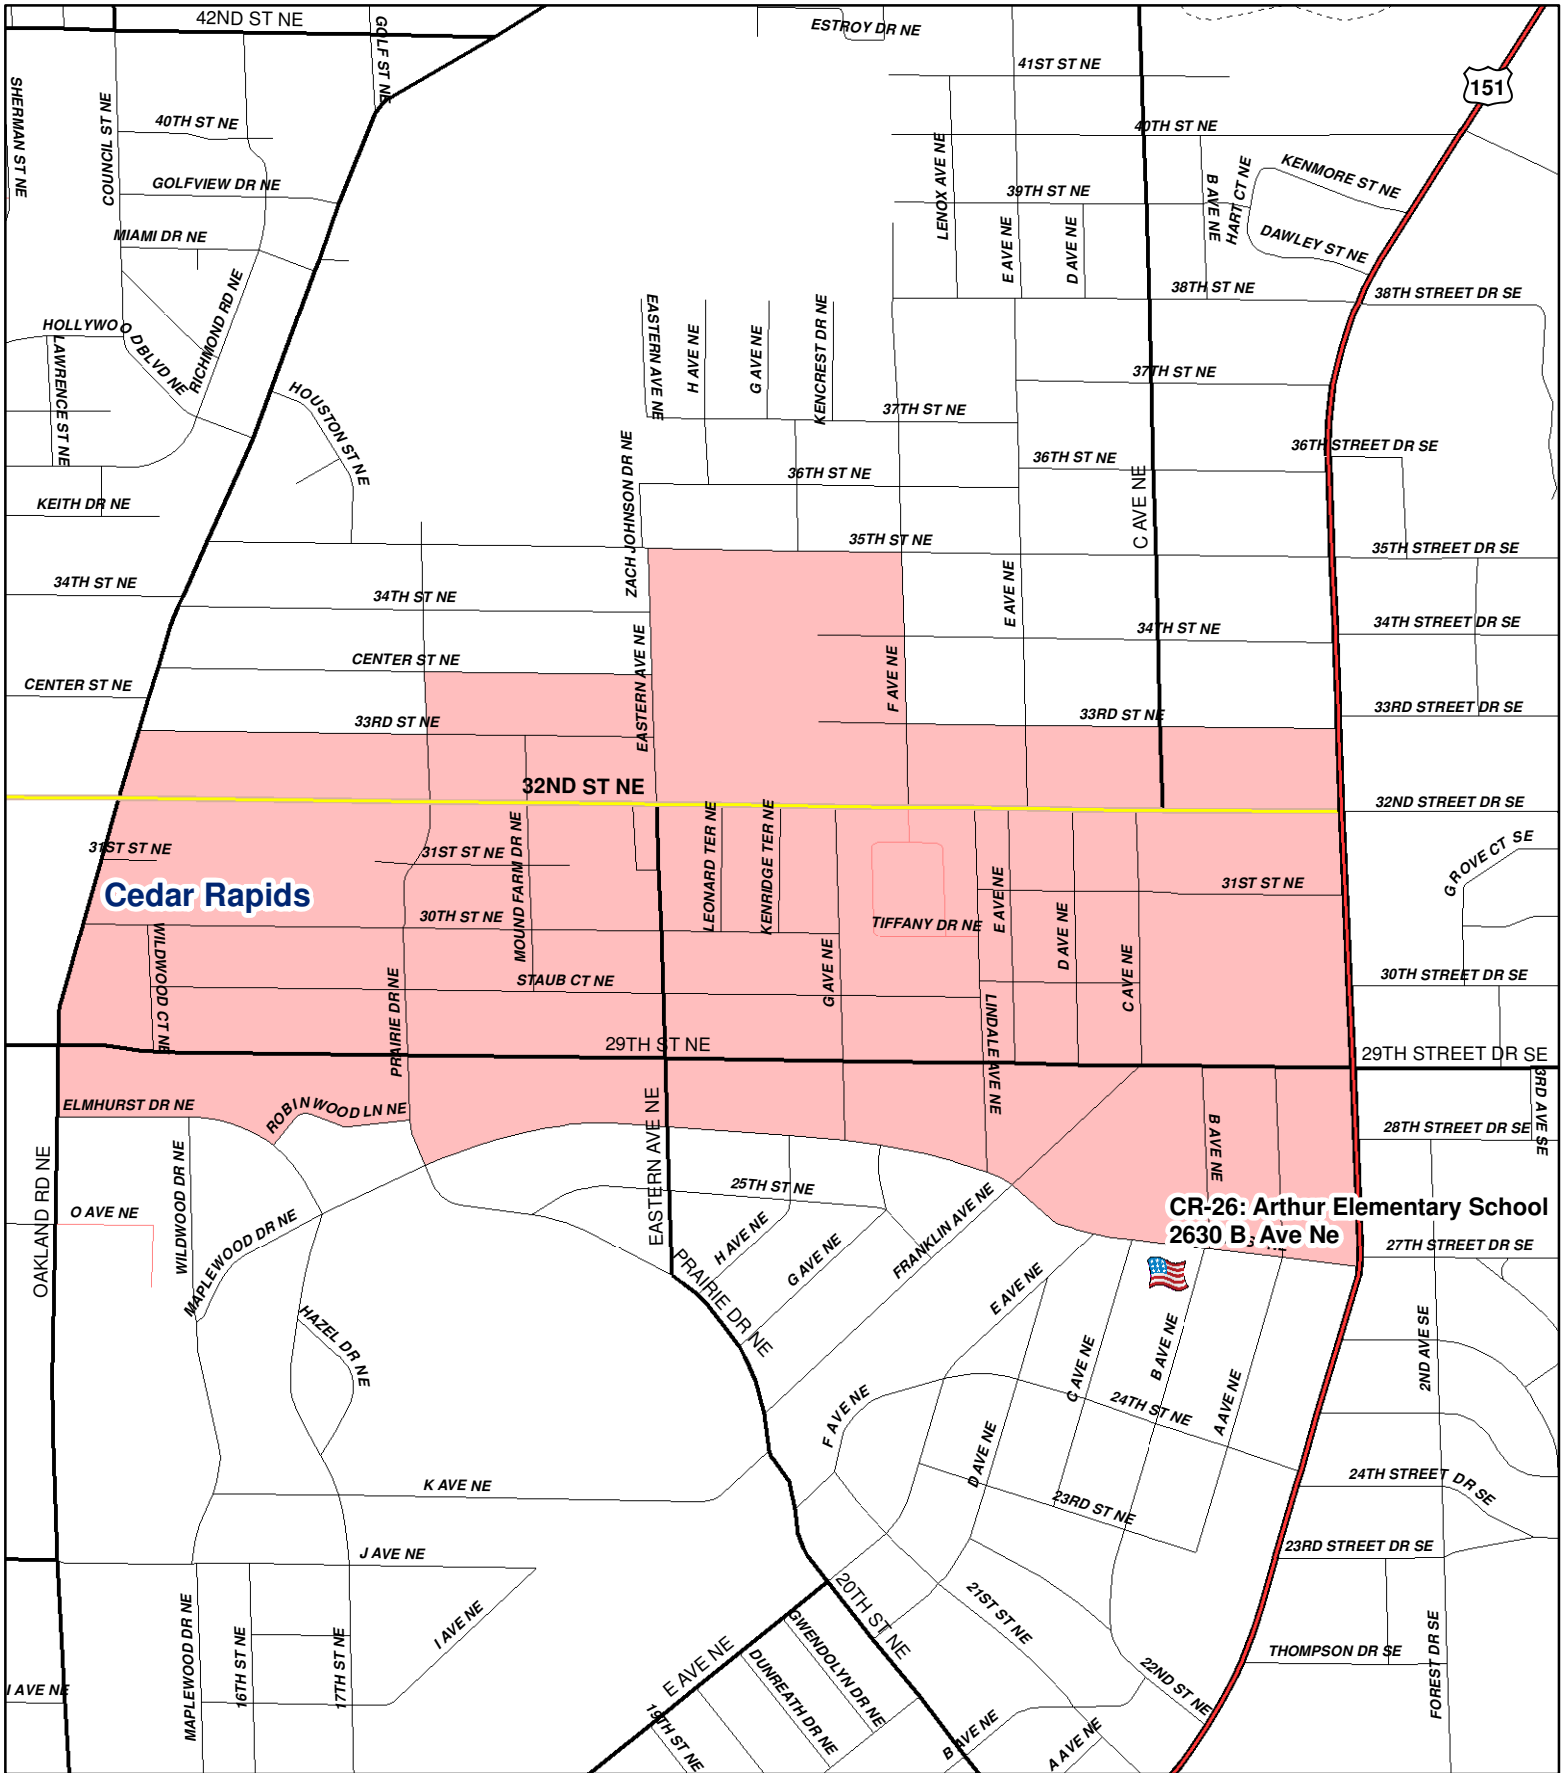 42ND ST NE
GOLF ST NE
ESTROY DR NE
41ST ST NE
151
SHERMAN ST NE
COUNCIL ST NE
40TH ST NE
LENOX AVE NE
40TH ST NE
B AVE NE
HART CT NE
KENMORE ST NE
GOLFVIEW DR NE
39TH ST NE
MIAMI DR NE
E AVE NE
D AVE NE
DAWLEY ST NE
RICHMOND RD NE
38TH ST NE
38TH STREET DR SE
HOLLYWOOD BLVD NE
LAWRENCE ST NE
EASTERN AVE NE
H AVE NE
G AVE NE
KENCREST DR NE
37TH ST NE
HOUSTON ST NE
37TH ST NE
ZACH JOHNSON DR NE
36TH ST NE
36TH ST NE
36TH STREET DR SE
C AVE NE
KEITH DR NE
35TH ST NE
35TH STREET DR SE
34TH ST NE
34TH ST NE
E AVE NE
34TH ST NE
34TH STREET DR SE
CENTER ST NE
CENTER ST NE
EASTERN AVE NE
F AVE NE
33RD ST NE
33RD ST NE
33RD STREET DR SE
32ND ST NE
32ND STREET DR SE
31ST ST NE
31ST ST NE
MOUND FARM DR NE
LEONARD TER NE
KENRIDGE TER NE
E AVE NE
31ST ST NE
GROVE CT SE
Cedar Rapids
30TH ST NE
TIFFANY DR NE
D AVE NE
C AVE NE
WILDWOOD CT NE
PRAIRIE DR NE
STAUB CT NE
G AVE NE
LINDALE AVE NE
30TH STREET DR SE
29TH ST NE
29TH STREET DR SE
3RD AVE SE
ELMHURST DR NE
ROBINWOOD LN NE
EASTERN AVE NE
B AVE NE
28TH STREET DR SE
OAKLAND RD NE
WILDWOOD DR NE
25TH ST NE
FRANKLIN AVE NE
CR-26: Arthur Elementary School
2630 B Ave Ne
O AVE NE
MAPLEWOOD DR NE
H AVE NE
G AVE NE
27TH STREET DR SE
PRAIRIE DR NE
E AVE NE
HAZEL DR NE
C AVE NE
B AVE NE
2ND AVE SE
F AVE NE
24TH ST NE
A AVE NE
D AVE NE
K AVE NE
23RD ST NE
24TH STREET DR SE
J AVE NE
23RD STREET DR SE
20TH ST NE
21ST ST NE
MAPLEWOOD DR NE
16TH ST NE
17TH ST NE
I AVE NE
E AVE NE
GWENDOLYN DR NE
DUNREATH DR NE
THOMPSON DR SE
FOREST DR SE
22ND ST NE
I AVE NE
19TH ST NE
B AVE NE
A AVE NE